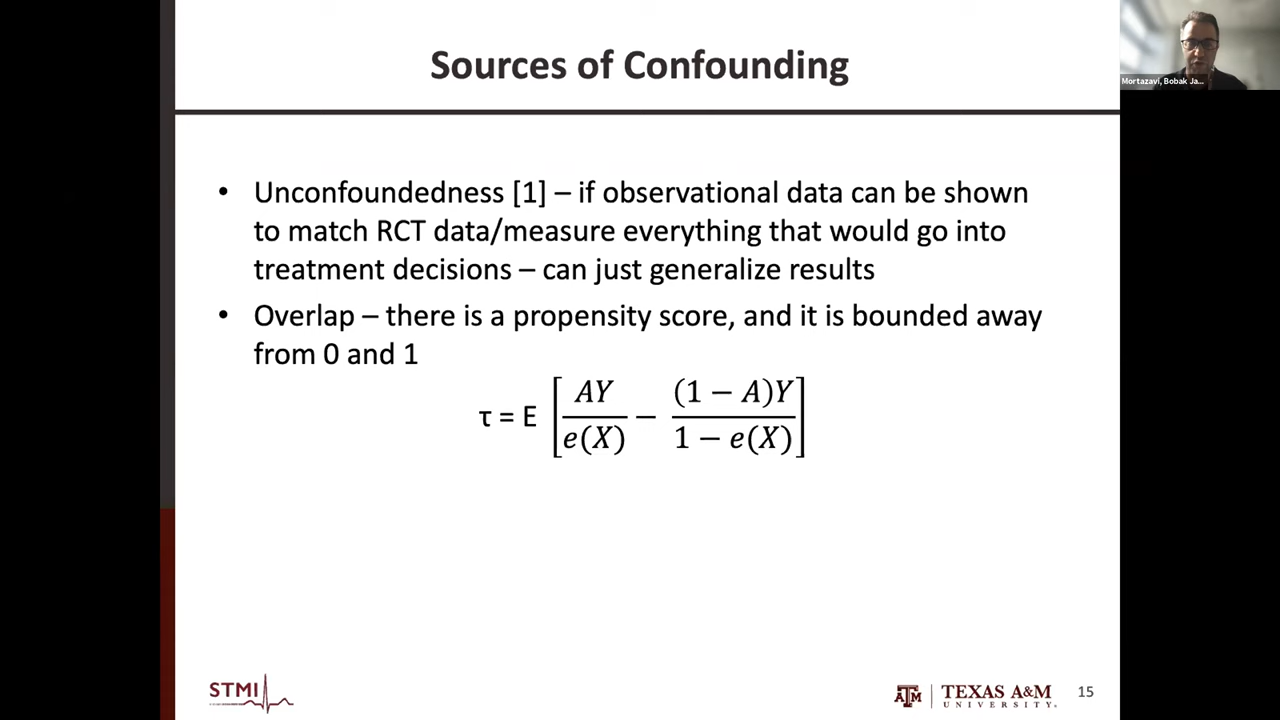 Sources of Confounding
Mortazavi, Bobak Ja...
• Unconfoundedness [1] – if observational data can be shown
to match RCT data/measure everything that would go into
treatment decisions – can just generalize results
• Overlap – there is a propensity score, and it is bounded away
from 0 and 1
τ = E [ AY / e(X) − (1 − A)Y / 1 − e(X) ]
STMI
ATM TEXAS A&M
UNIVERSITY.
15